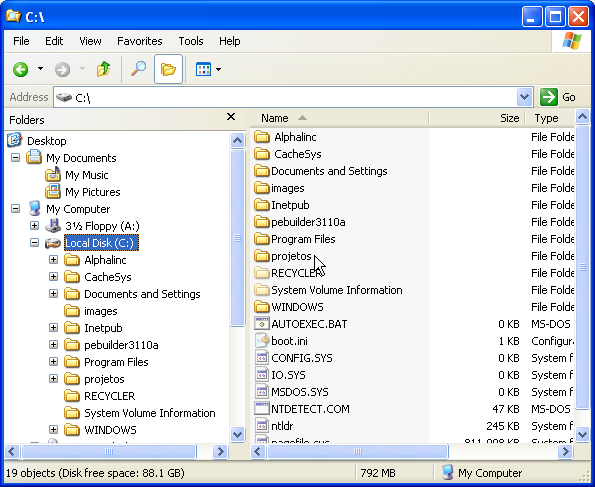 C:\
File Edit View Favorites Tools Help
Address C:\ Go
Folders
Desktop
My Documents
My Music
My Pictures
My Computer
3½ Floppy (A:)
Local Disk (C:)
Alphalinc
CacheSys
Documents and Settings
images
Inetpub
pebuilder3110a
Program Files
projetos
RECYCLER
System Volume Information
WINDOWS
Name Size Type
Alphalinc File Folde
CacheSys File Folde
Documents and Settings File Folde
images File Folde
Inetpub File Folde
pebuilder3110a File Folde
Program Files File Folde
projetos File Folde
RECYCLER File Folde
System Volume Information File Folde
WINDOWS File Folde
AUTOEXEC.BAT 0 KB MS-DOS
boot.ini 1 KB Configura
CONFIG.SYS 0 KB System f
IO.SYS 0 KB System f
MSDOS.SYS 0 KB System f
NTDETECT.COM 47 KB MS-DOS
ntldr 245 KB System f
19 objects (Disk free space: 88.1 GB) 792 MB My Computer